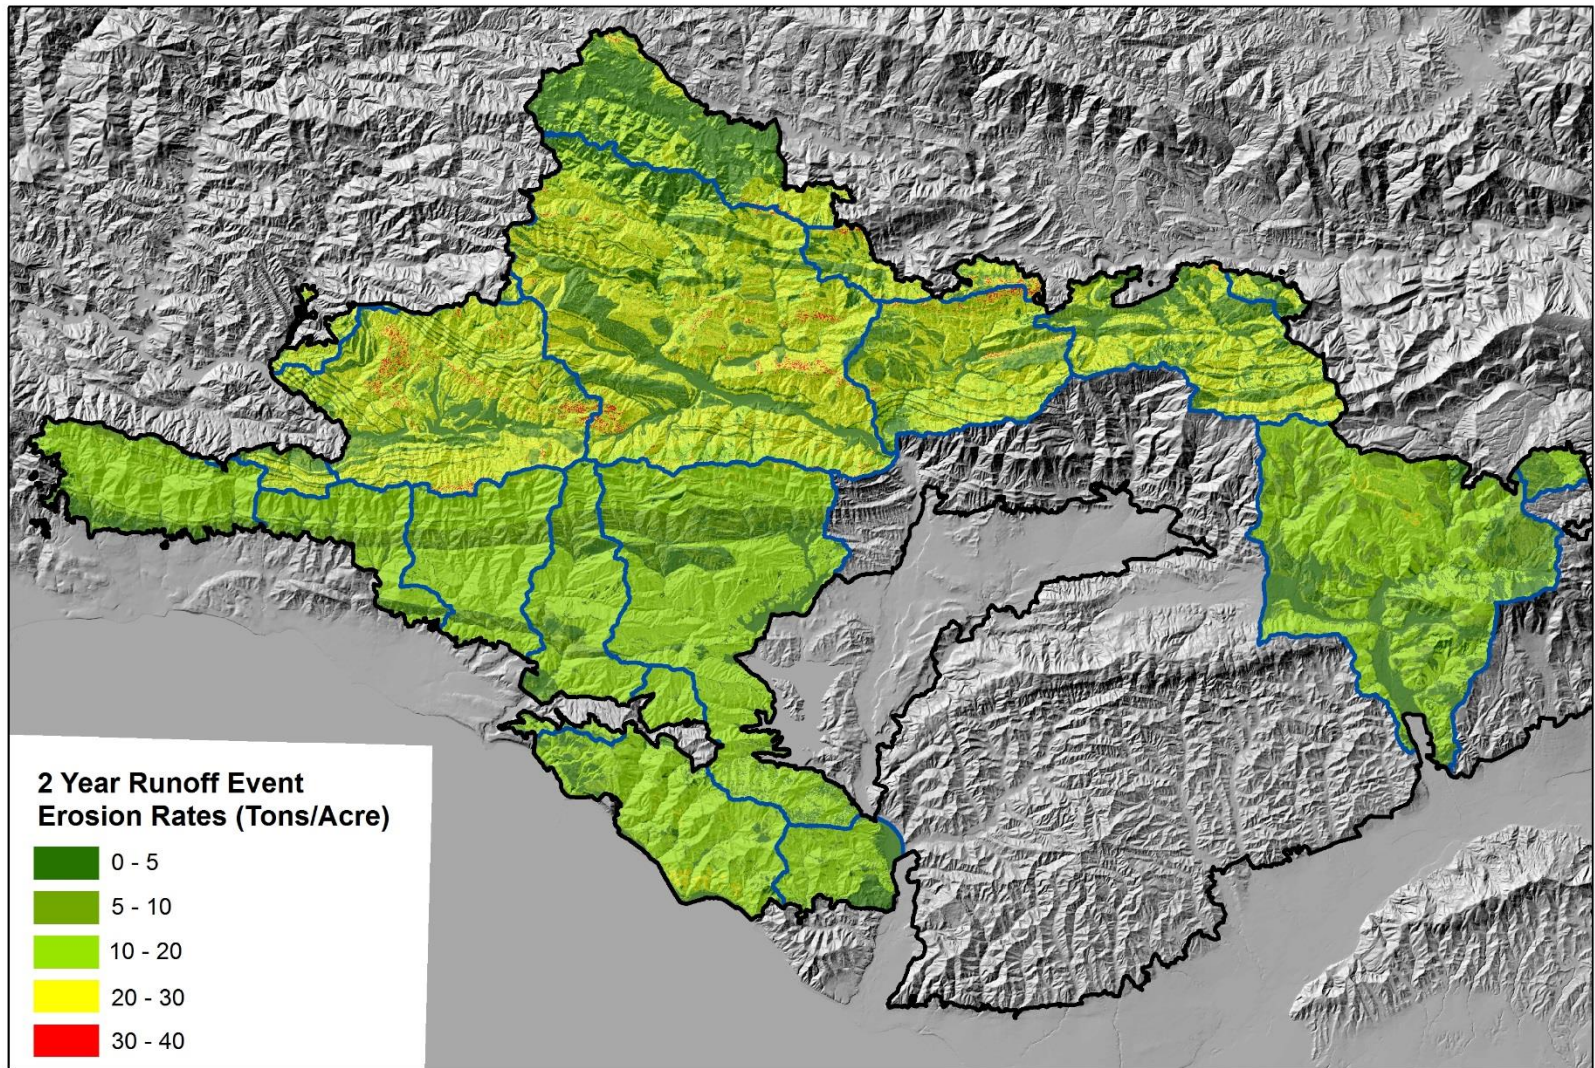 2 Year Runoff Event
Erosion Rates (Tons/Acre)
0 - 5
5 - 10
10 - 20
20 - 30
30 - 40